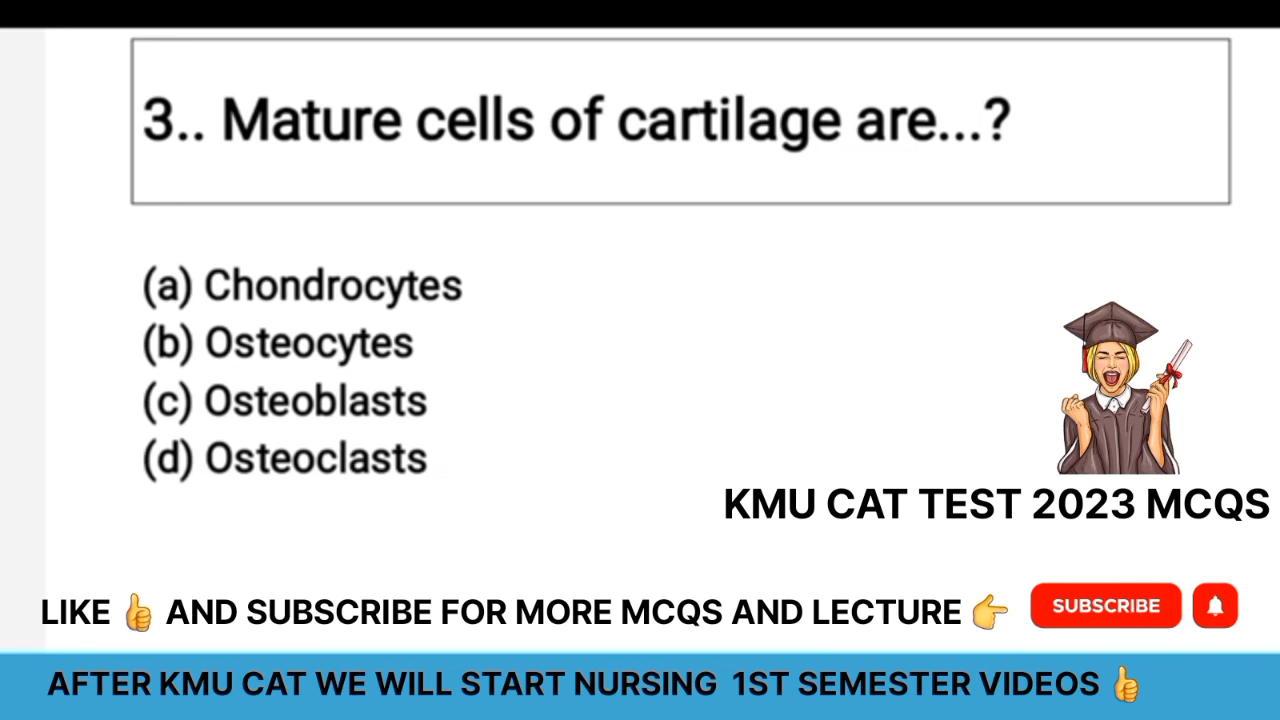 3.. Mature cells of cartilage are...?
(a) Chondrocytes
(b) Osteocytes
(c) Osteoblasts
(d) Osteoclasts
KMU CAT TEST 2023 MCQS
LIKE 👍 AND SUBSCRIBE FOR MORE MCQS AND LECTURE 👉 SUBSCRIBE
AFTER KMU CAT WE WILL START NURSING 1ST SEMESTER VIDEOS 👍